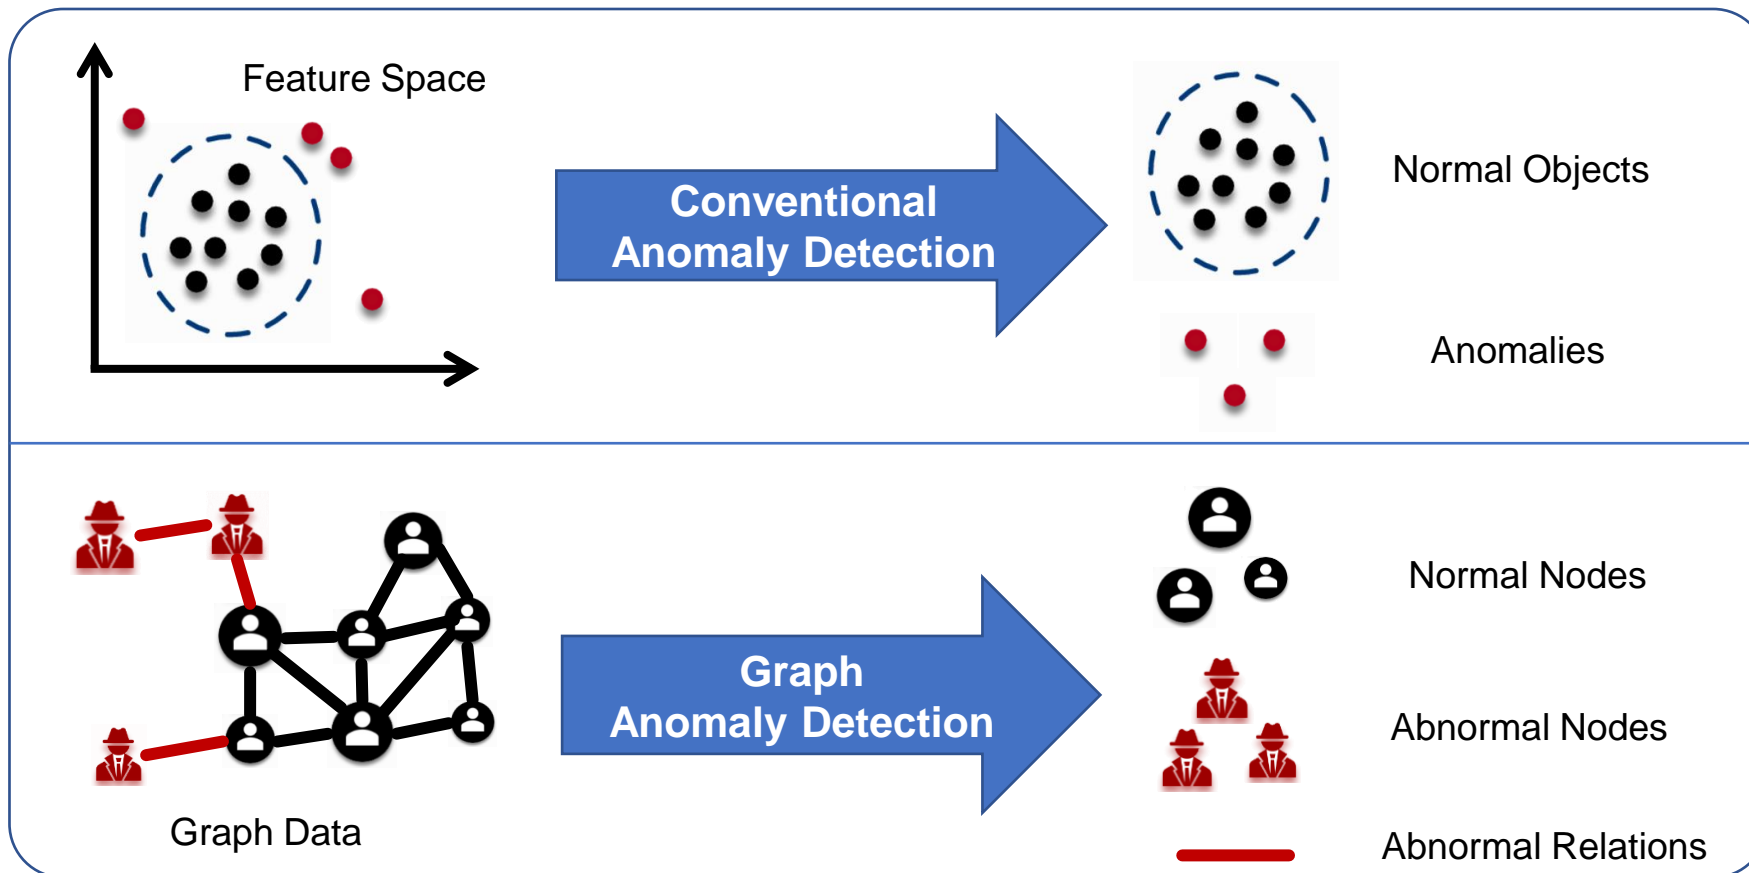 Feature Space
Conventional
Anomaly Detection
Normal Objects
Anomalies
Graph Data
Graph
Anomaly Detection
Normal Nodes
Abnormal Nodes
Abnormal Relations